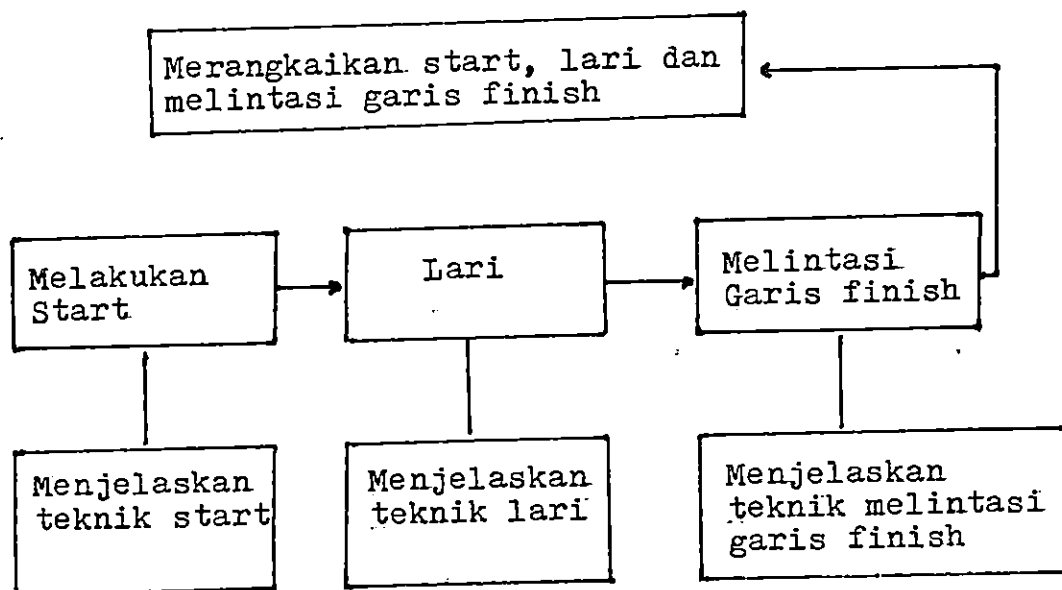 Merangkaikan start, lari dan
melintasi garis finish
Melakukan
Start
Lari
Melintasi
Garis finish
Menjelaskan
teknik start
Menjelaskan
teknik lari
Menjelaskan
teknik melintasi
garis finish